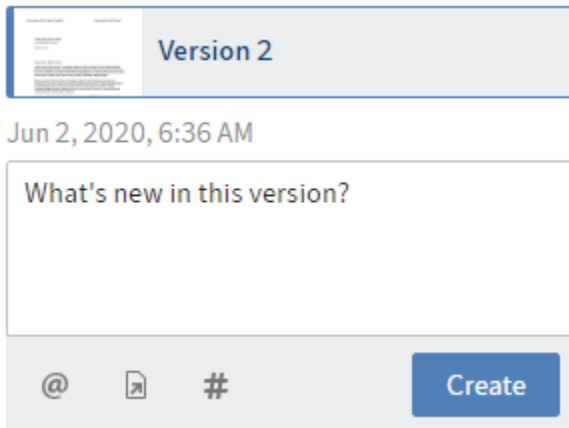 Version 2
Jun 2, 2020, 6:36 AM
What's new in this version?
@ #
Create